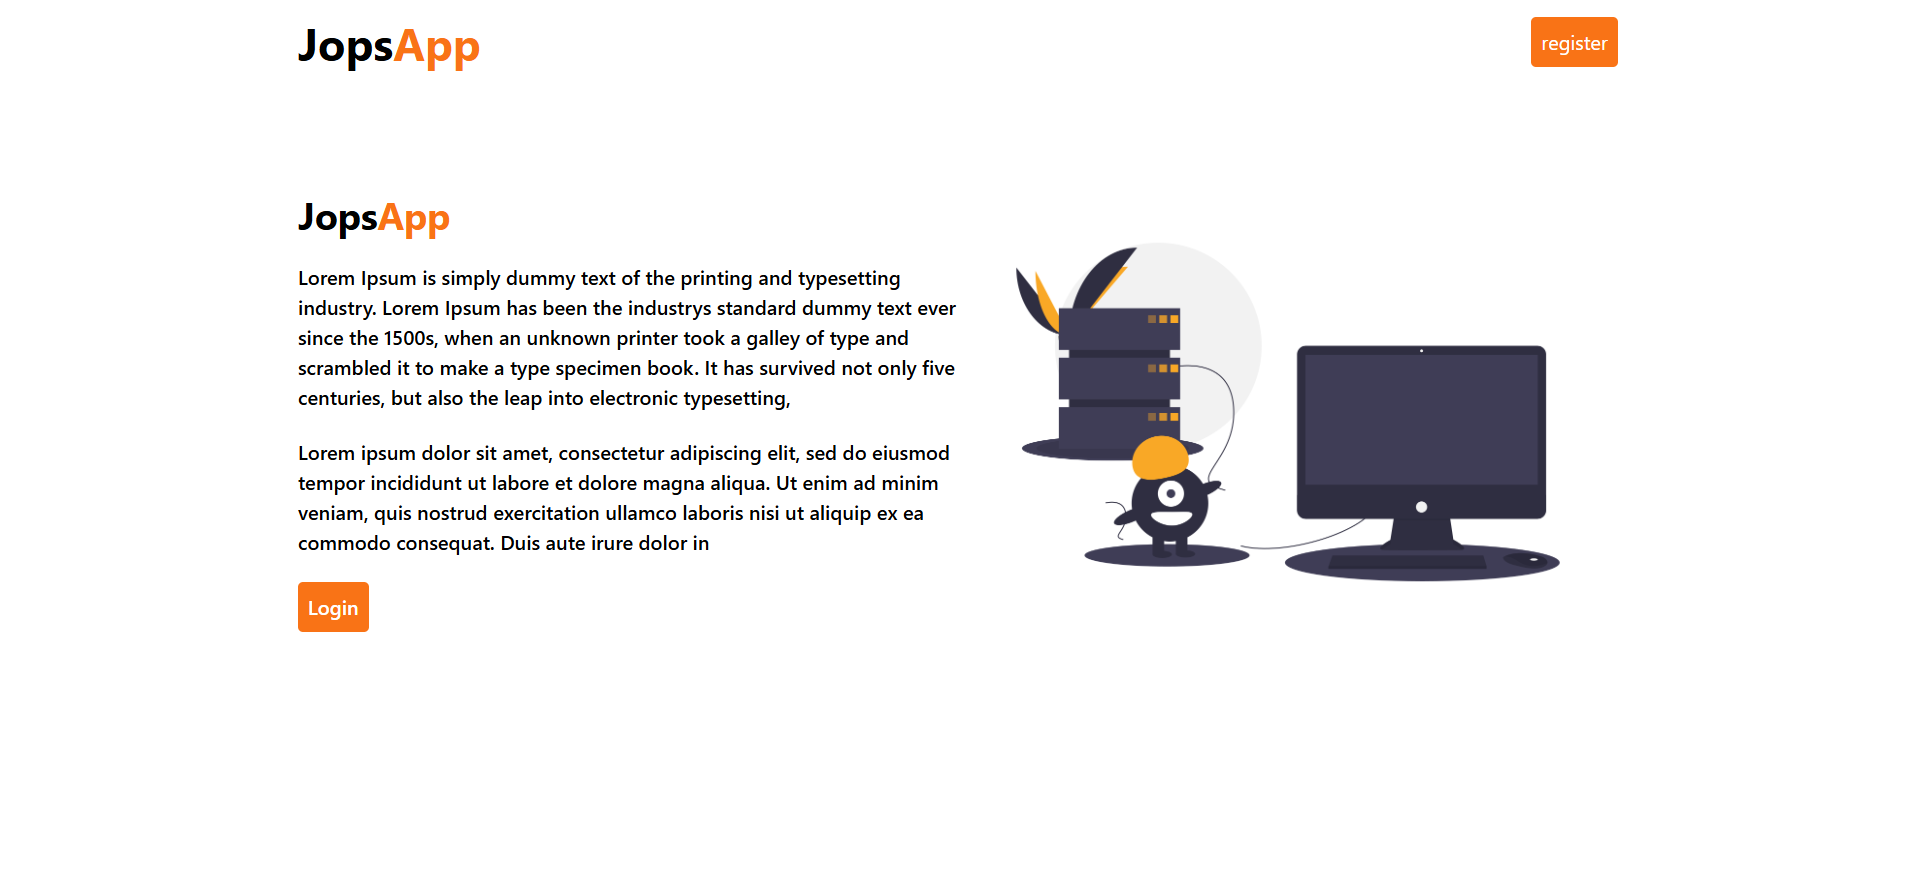 JopsApp
register
JopsApp
Lorem Ipsum is simply dummy text of the printing and typesetting
industry. Lorem Ipsum has been the industrys standard dummy text ever
since the 1500s, when an unknown printer took a galley of type and
scrambled it to make a type specimen book. It has survived not only five
centuries, but also the leap into electronic typesetting,
Lorem ipsum dolor sit amet, consectetur adipiscing elit, sed do eiusmod
tempor incididunt ut labore et dolore magna aliqua. Ut enim ad minim
veniam, quis nostrud exercitation ullamco laboris nisi ut aliquip ex ea
commodo consequat. Duis aute irure dolor in
Login